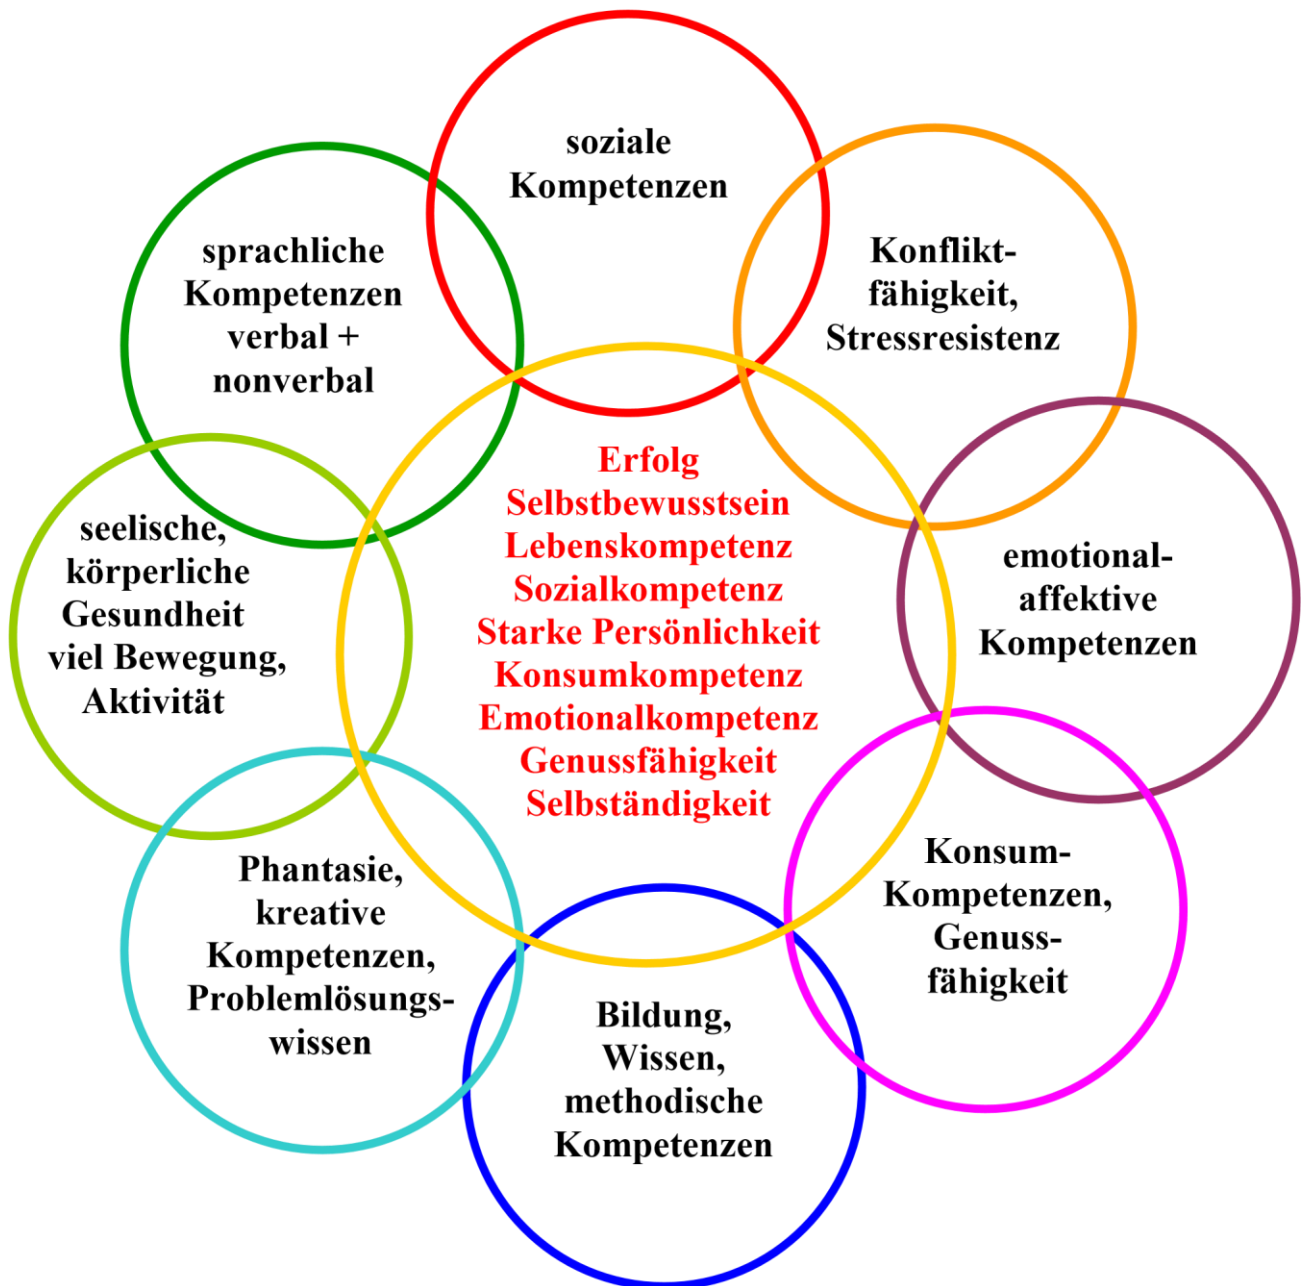 soziale
Kompetenzen
Konflikt-
fähigkeit,
Stressresistenz
sprachliche
Kompetenzen
verbal +
nonverbal
Erfolg
Selbstbewusstsein
Lebenskompetenz
Sozialkompetenz
Starke Persönlichkeit
Konsumkompetenz
Emotionalkompetenz
Genussfähigkeit
Selbständigkeit
seelische,
körperliche
Gesundheit
viel Bewegung,
Aktivität
emotional-
affektive
Kompetenzen
Phantasie,
kreative
Kompetenzen,
Problemlösungs-
wissen
Konsum-
Kompetenzen,
Genuss-
fähigkeit
Bildung,
Wissen,
methodische
Kompetenzen